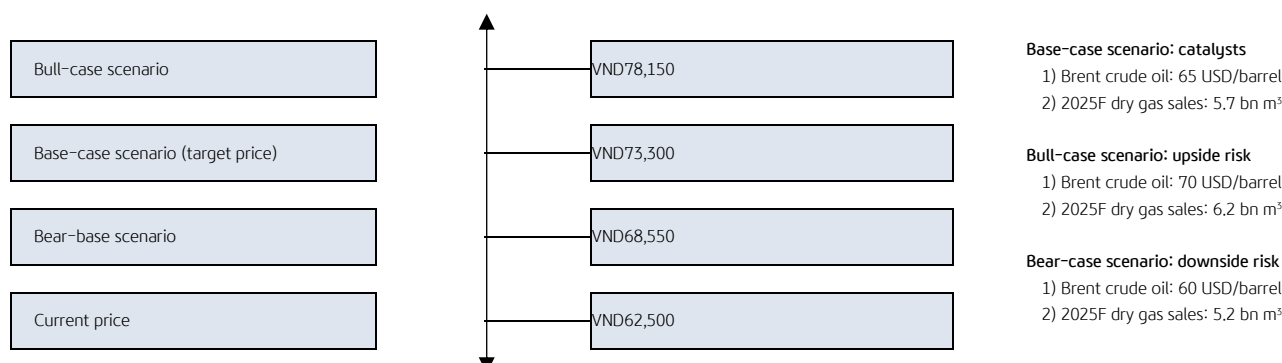 Bull-case scenario
VND78,150
Base-case scenario (target price)
VND73,300
Bear-base scenario
VND68,550
Current price
VND62,500
Base-case scenario: catalysts
1) Brent crude oil: 65 USD/barrel
2) 2025F dry gas sales: 5.7 bn m³
Bull-case scenario: upside risk
1) Brent crude oil: 70 USD/barrel
2) 2025F dry gas sales: 6.2 bn m³
Bear-case scenario: downside risk
1) Brent crude oil: 60 USD/barrel
2) 2025F dry gas sales: 5.2 bn m³